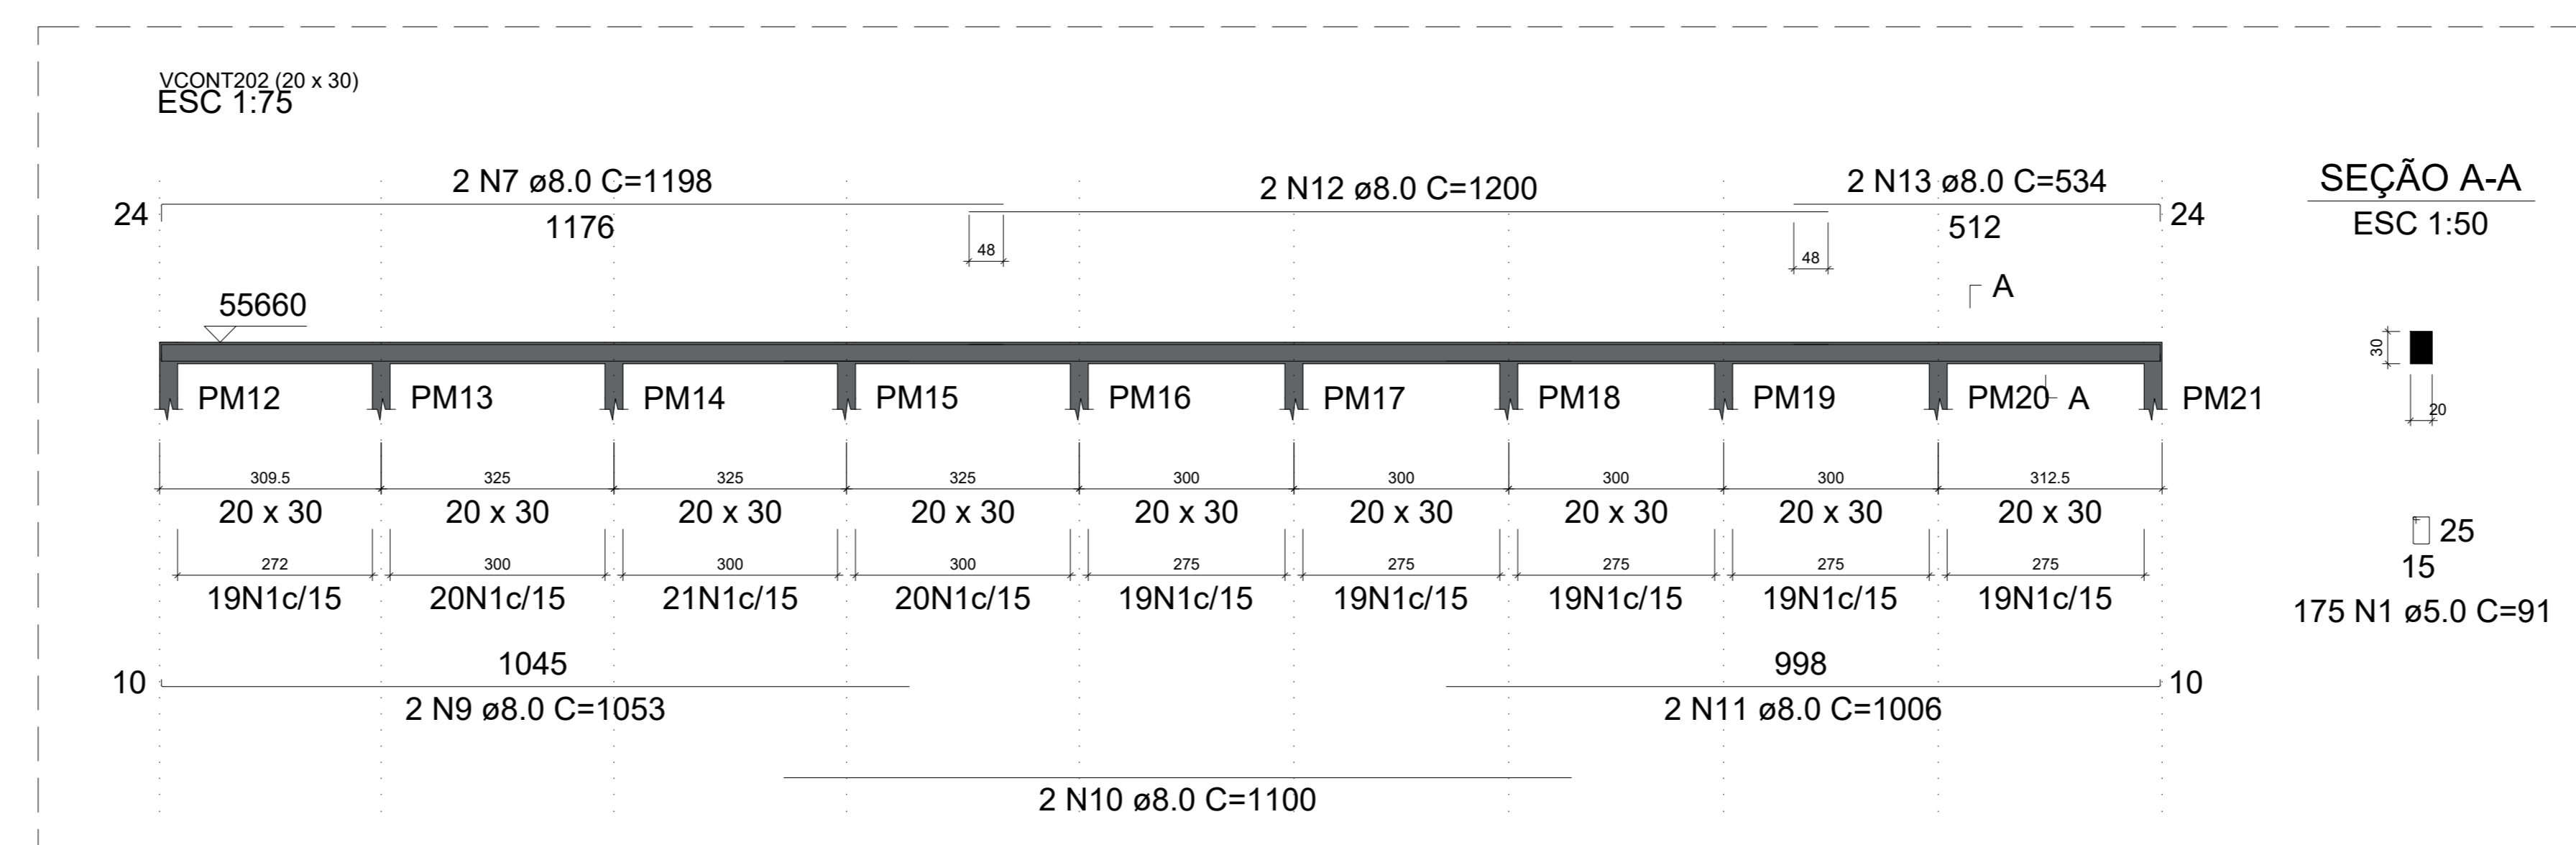 VCONT202 (20 x 30)
ESC 1:75
2 N7 ø8.0 C=1198
2 N12 ø8.0 C=1200
2 N13 ø8.0 C=534
SEÇÃO A-A
24
1176
512
24
ESC 1:50
48
48
A
55660
30
PM12
PM13
PM14
PM15
PM16
PM17
PM18
PM19
PM20
A
PM21
20
309.5
325
325
325
300
300
300
300
312.5
20 x 30
20 x 30
20 x 30
20 x 30
20 x 30
20 x 30
20 x 30
20 x 30
20 x 30
25
272
300
300
300
275
275
275
275
275
15
19N1c/15
20N1c/15
21N1c/15
20N1c/15
19N1c/15
19N1c/15
19N1c/15
19N1c/15
19N1c/15
175 N1 ø5.0 C=91
1045
998
10
10
2 N9 ø8.0 C=1053
2 N11 ø8.0 C=1006
2 N10 ø8.0 C=1100